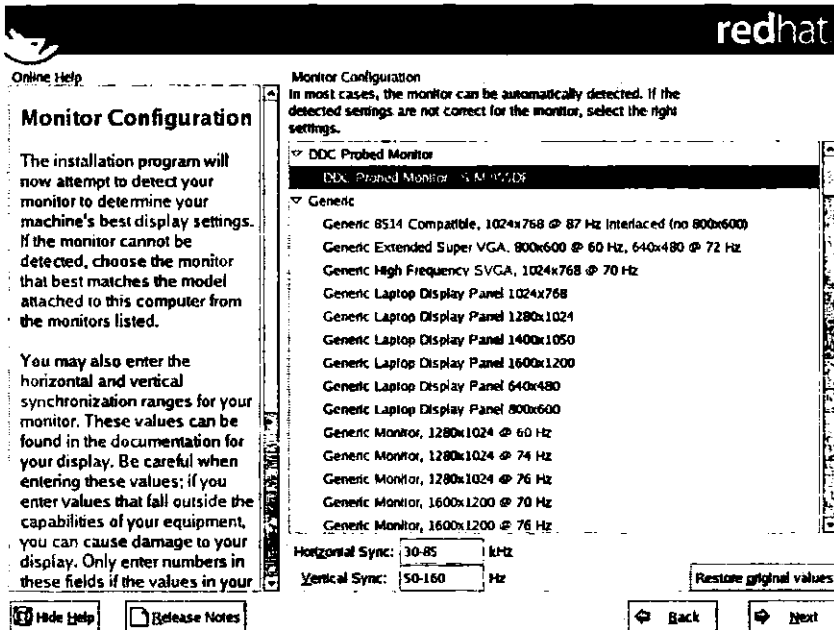 redhat
Online Help
Monitor Configuration
The installation program will
now attempt to detect your
monitor to determine your
machine's best display settings.
If the monitor cannot be
detected, choose the monitor
that best matches the model
attached to this computer from
the monitors listed.
You may also enter the
horizontal and vertical
synchronization ranges for your
monitor. These values can be
found in the documentation for
your display. Be careful when
entering these values; if you
enter values that fall outside the
capabilities of your equipment,
you can cause damage to your
display. Only enter numbers in
these fields if the values in your
Monitor Configuration
In most cases, the monitor can be automatically detected. If the
detected settings are not correct for the monitor, select the right
settings.
DDC Probed Monitor
DDC Probed Monitor
Generic
Generic 8514 Compatible, 1024x768 @ 87 Hz Interlaced (no 800x600)
Generic Extended Super VGA, 800x600 @ 60 Hz, 640x480 @ 72 Hz
Generic High Frequency SVGA, 1024x768 @ 70 Hz
Generic Laptop Display Panel 1024x768
Generic Laptop Display Panel 1280x1024
Generic Laptop Display Panel 1400x1050
Generic Laptop Display Panel 1600x1200
Generic Laptop Display Panel 640x480
Generic Laptop Display Panel 800x600
Generic Monitor, 1280x1024 @ 60 Hz
Generic Monitor, 1280x1024 @ 74 Hz
Generic Monitor, 1280x1024 @ 76 Hz
Generic Monitor, 1600x1200 @ 70 Hz
Generic Monitor, 1600x1200 @ 76 Hz
Horizontal Sync: 30-85 kHz
Vertical Sync: 50-160 Hz
Restore original values
Hide Help
Release Notes
Back
Next